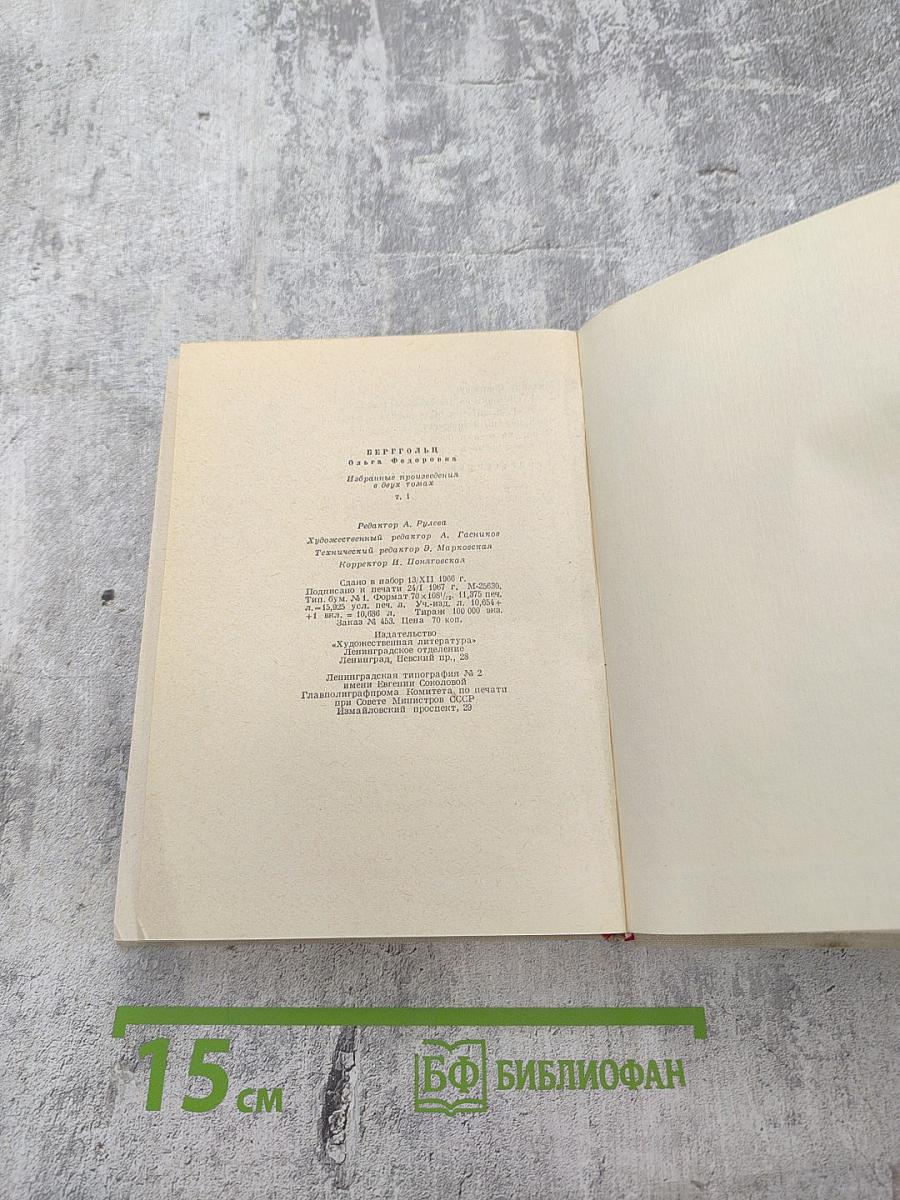 БЕРГГОЛЬЦ
Ольга Федоровна
Избранные произведения
в двух томах
т. 1
Редактор А. Рулева
Художественный редактор А. Гасников
Технический редактор Э. Марковская
Корректор И. Понятовская
Сдано в набор 13/XII 1966 г.
Подписано к печати 24/I 1967 г. М-25630.
Тип. бум. № 1. Формат 70×108¹/₃₂. 11,375 печ.
л.=15,925 усл. печ. л. Уч.-изд. л. 10,654+
+1 вкл. = 10,686 л. Тираж 100 000 экз.
Заказ № 453. Цена 70 коп.
Издательство
«Художественная литература»
Ленинградское отделение
Ленинград, Невский пр., 28
Ленинградская типография № 2
имени Евгении Соколовой
Главполиграфпрома Комитета по печати
при Совете Министров СССР
Измайловский проспект, 29
15 см
БФ БИБЛИОФАН